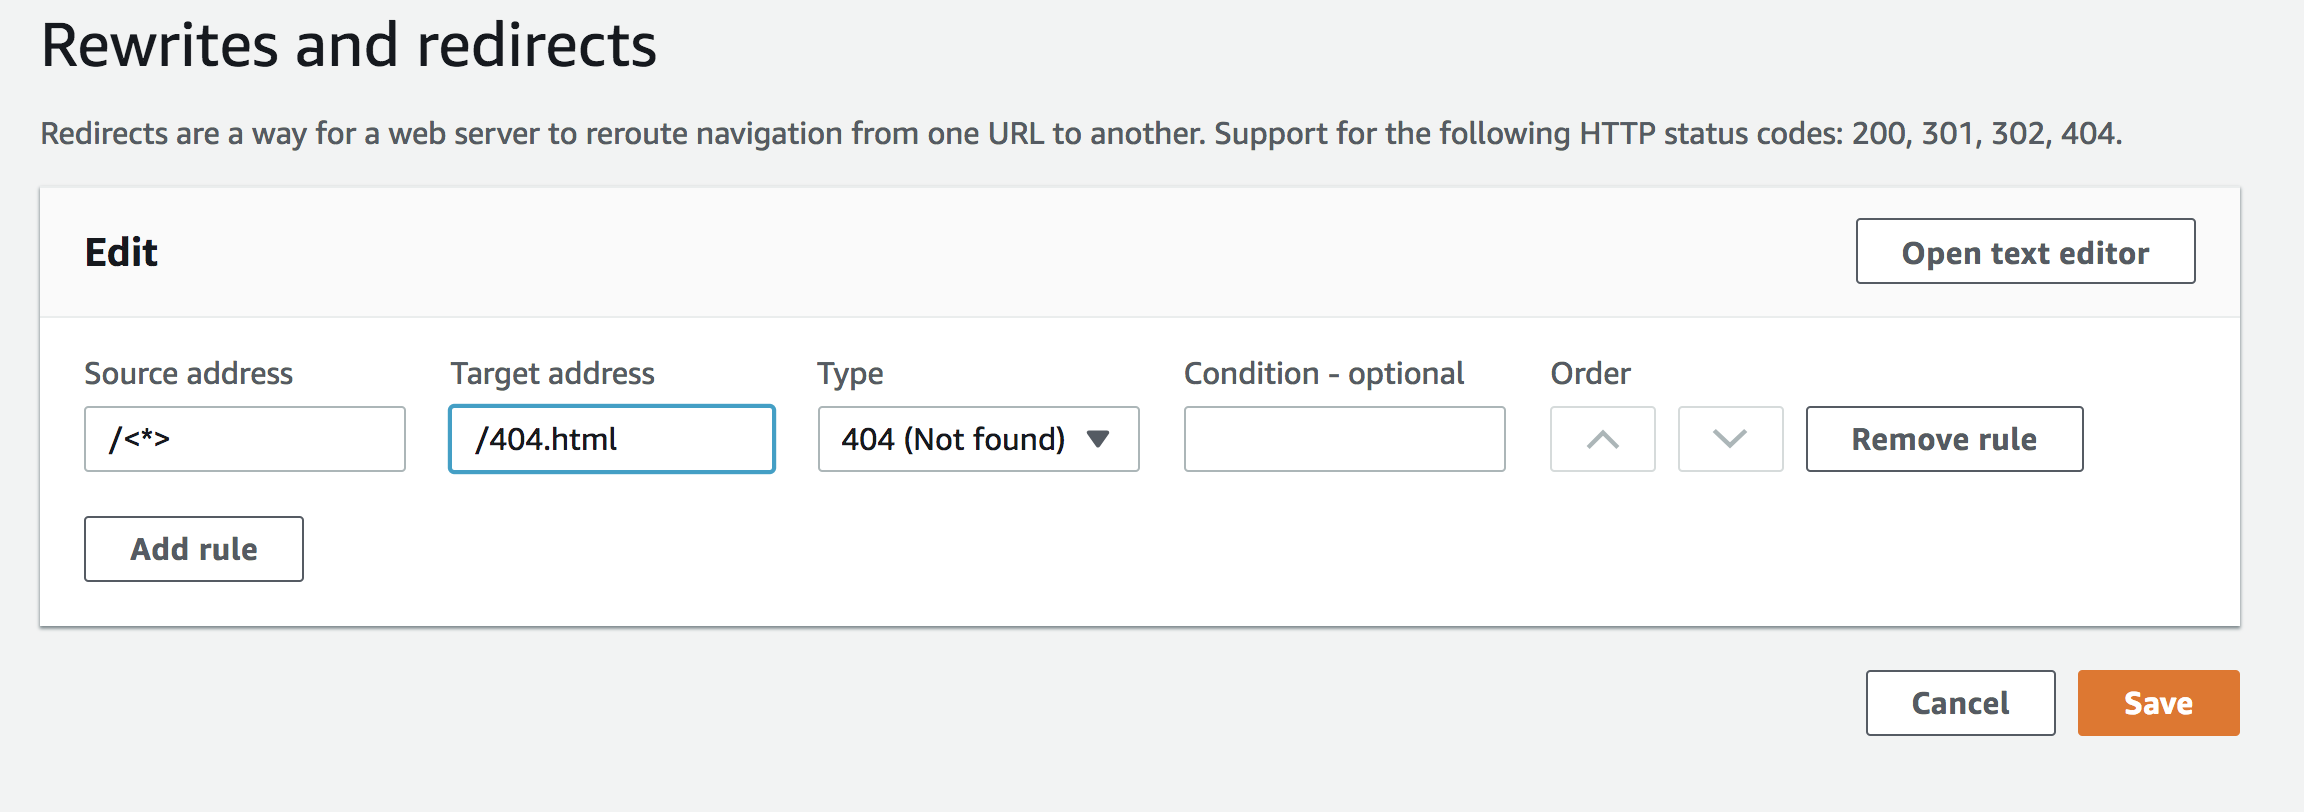 Rewrites and redirects
Redirects are a way for a web server to reroute navigation from one URL to another. Support for the following HTTP status codes: 200, 301, 302, 404.
Edit
Open text editor
Source address Target address Type Condition - optional Order
/<*> /404.html 404 (Not found) Remove rule
Add rule
Cancel Save